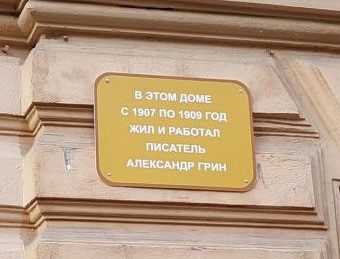 В ЭТОМ ДОМЕ
С 1907 ПО 1909 ГОД
ЖИЛ И РАБОТАЛ
ПИСАТЕЛЬ
АЛЕКСАНДР ГРИН